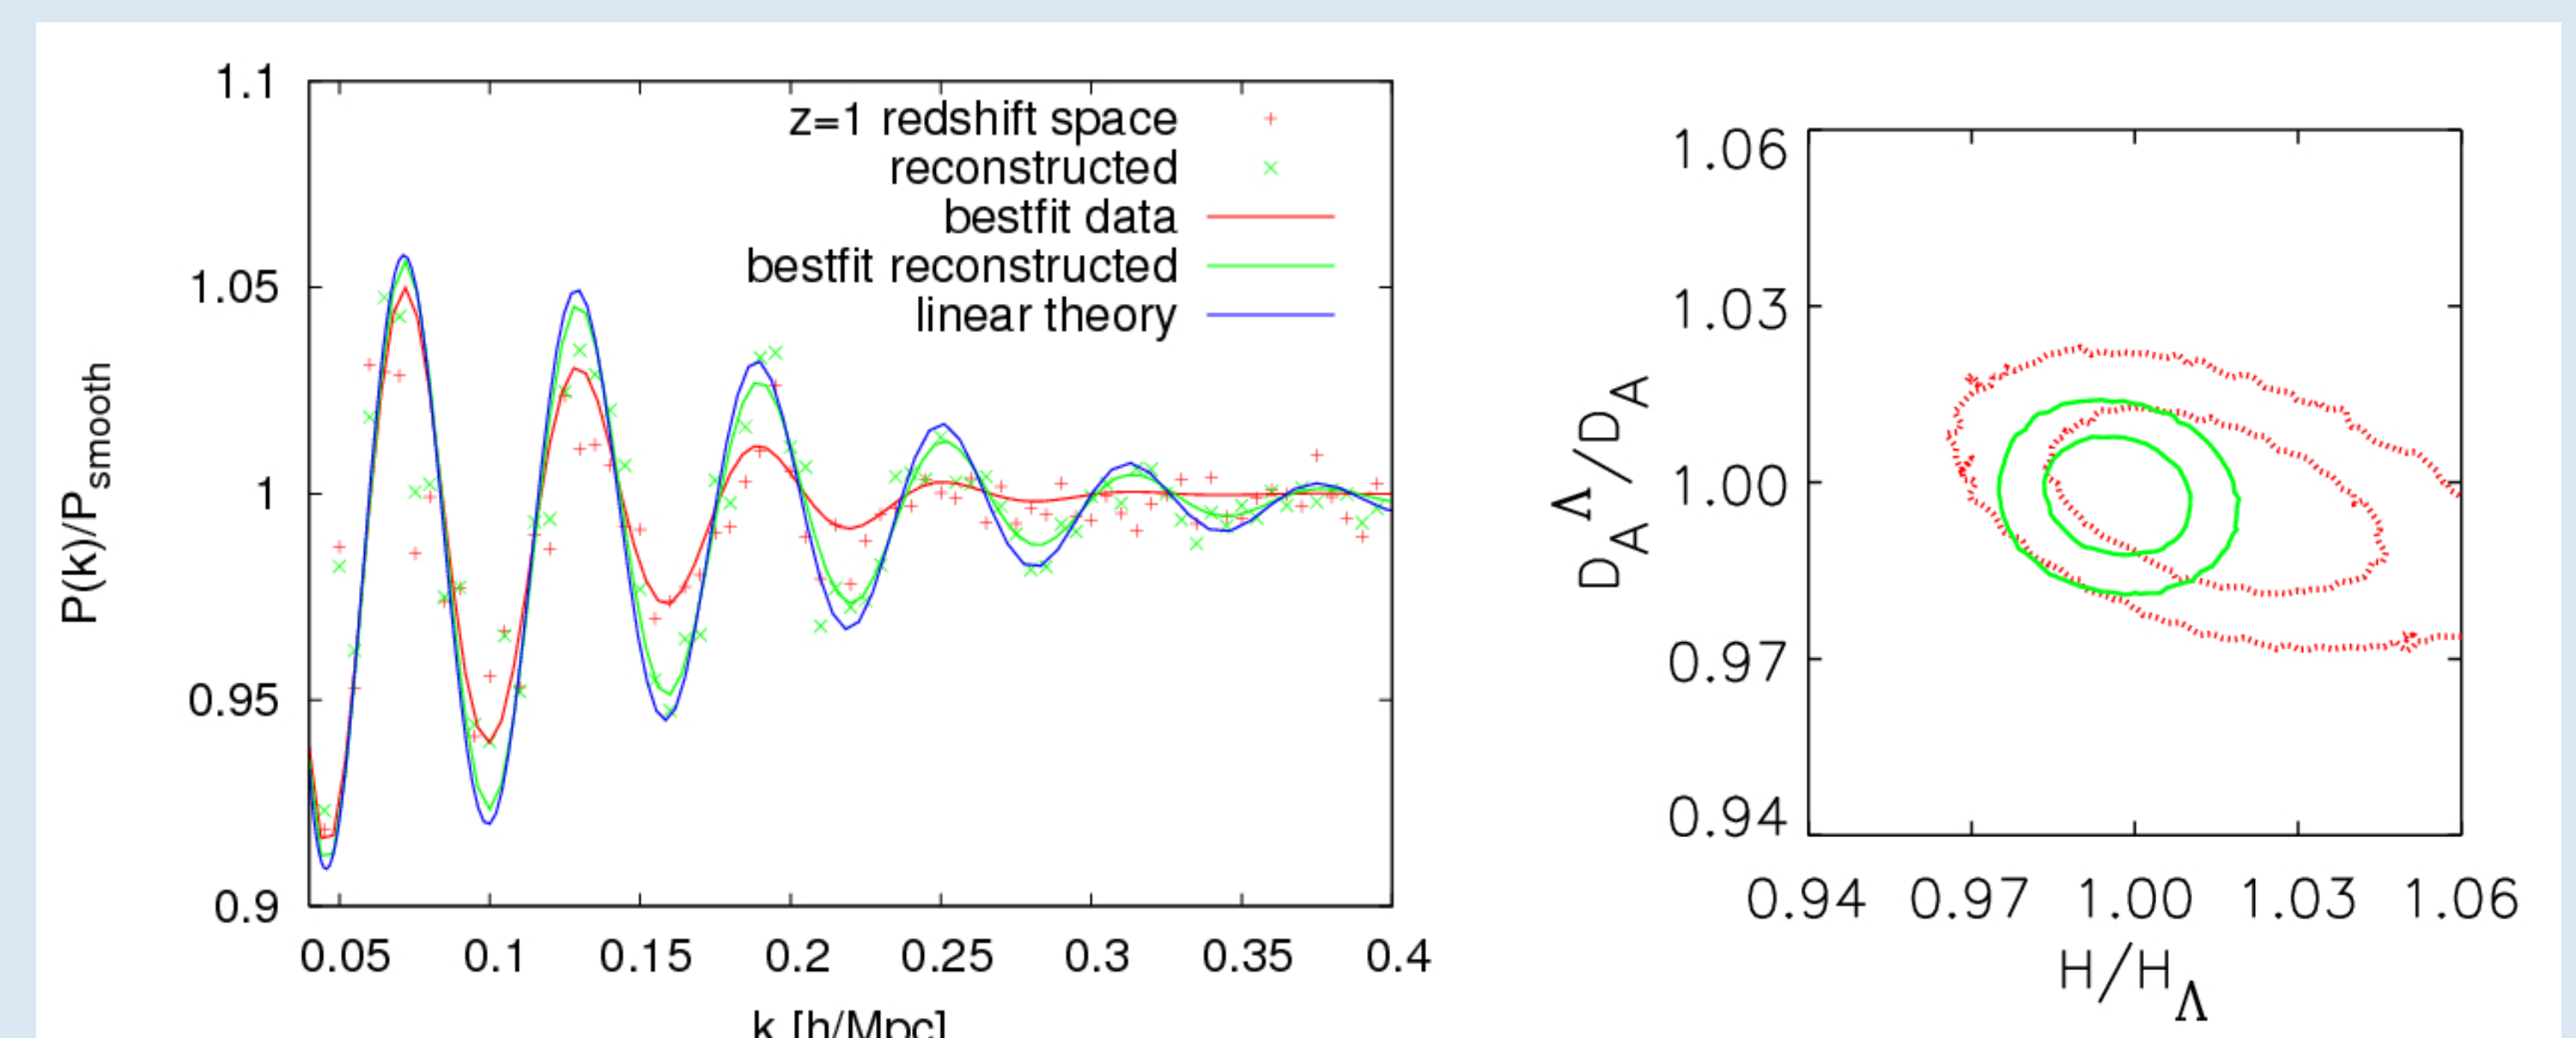 1.1
1.05
1
0.95
0.9
P(k)/Psmooth
z=1 redshift space
reconstructed
bestfit data
bestfit reconstructed
linear theory
0.05 0.1 0.15 0.2 0.25 0.3 0.35 0.4
k [h/Mpc]
1.06
1.03
1.00
0.97
0.94
D_A^Λ/D_A
0.94 0.97 1.00 1.03 1.06
H/H_Λ